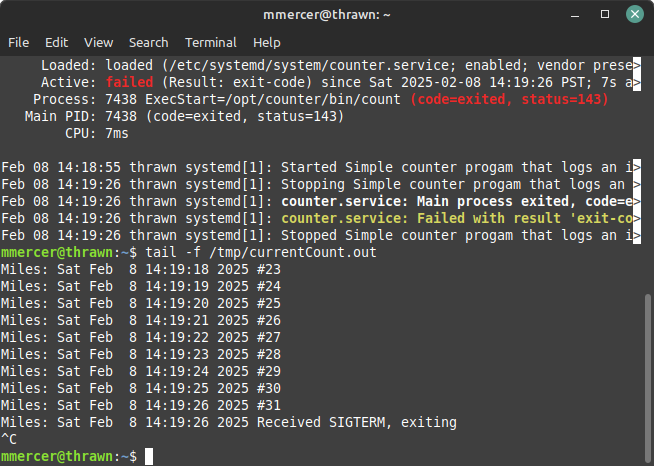 mmercer@thrawn: ~
File Edit View Search Terminal Help
Loaded: loaded (/etc/systemd/system/counter.service; enabled; vendor prese>
Active: failed (Result: exit-code) since Sat 2025-02-08 14:19:26 PST; 7s a>
Process: 7438 ExecStart=/opt/counter/bin/count (code=exited, status=143)
Main PID: 7438 (code=exited, status=143)
CPU: 7ms
Feb 08 14:18:55 thrawn systemd[1]: Started Simple counter progam that logs an i>
Feb 08 14:19:26 thrawn systemd[1]: Stopping Simple counter progam that logs an >
Feb 08 14:19:26 thrawn systemd[1]: counter.service: Main process exited, code=e>
Feb 08 14:19:26 thrawn systemd[1]: counter.service: Failed with result 'exit-co>
Feb 08 14:19:26 thrawn systemd[1]: Stopped Simple counter progam that logs an i>
mmercer@thrawn:~$ tail -f /tmp/currentCount.out
Miles: Sat Feb  8 14:19:18 2025 #23
Miles: Sat Feb  8 14:19:19 2025 #24
Miles: Sat Feb  8 14:19:20 2025 #25
Miles: Sat Feb  8 14:19:21 2025 #26
Miles: Sat Feb  8 14:19:22 2025 #27
Miles: Sat Feb  8 14:19:23 2025 #28
Miles: Sat Feb  8 14:19:24 2025 #29
Miles: Sat Feb  8 14:19:25 2025 #30
Miles: Sat Feb  8 14:19:26 2025 #31
Miles: Sat Feb  8 14:19:26 2025 Received SIGTERM, exiting
^C
mmercer@thrawn:~$